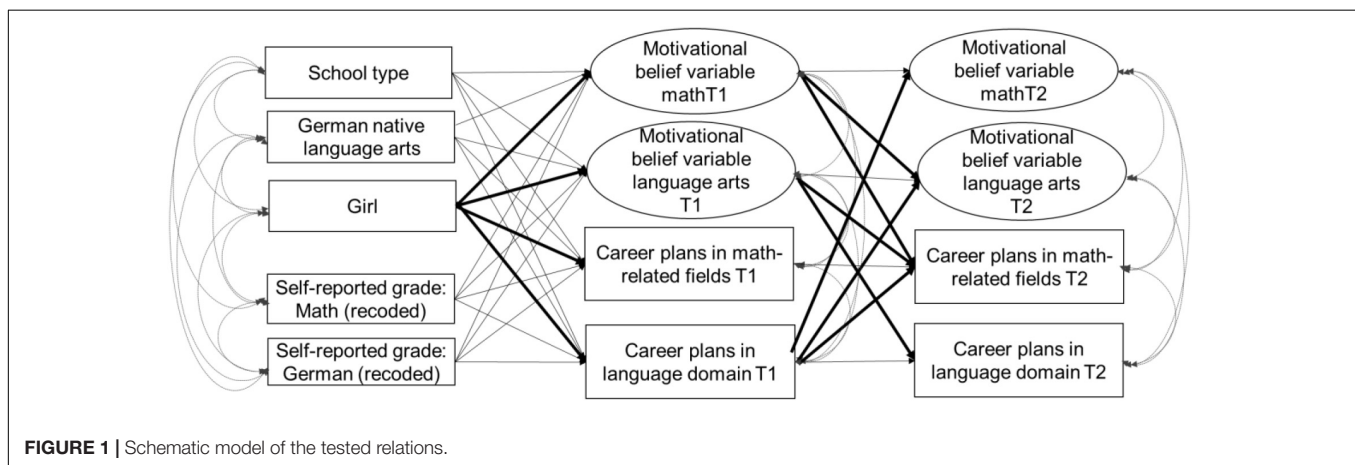 School type
German native
language arts
Girl
Self-reported grade:
Math (recoded)
Self-reported grade:
German (recoded)
Motivational
belief variable
mathT1
Motivational
belief variable
language arts
T1
Career plans in math-
related fields T1
Career plans in
language domain T1
Motivational
belief variable
mathT2
Motivational
belief variable
language arts
T2
Career plans in math-
related fields T2
Career plans in
language domain T2
FIGURE 1 | Schematic model of the tested relations.